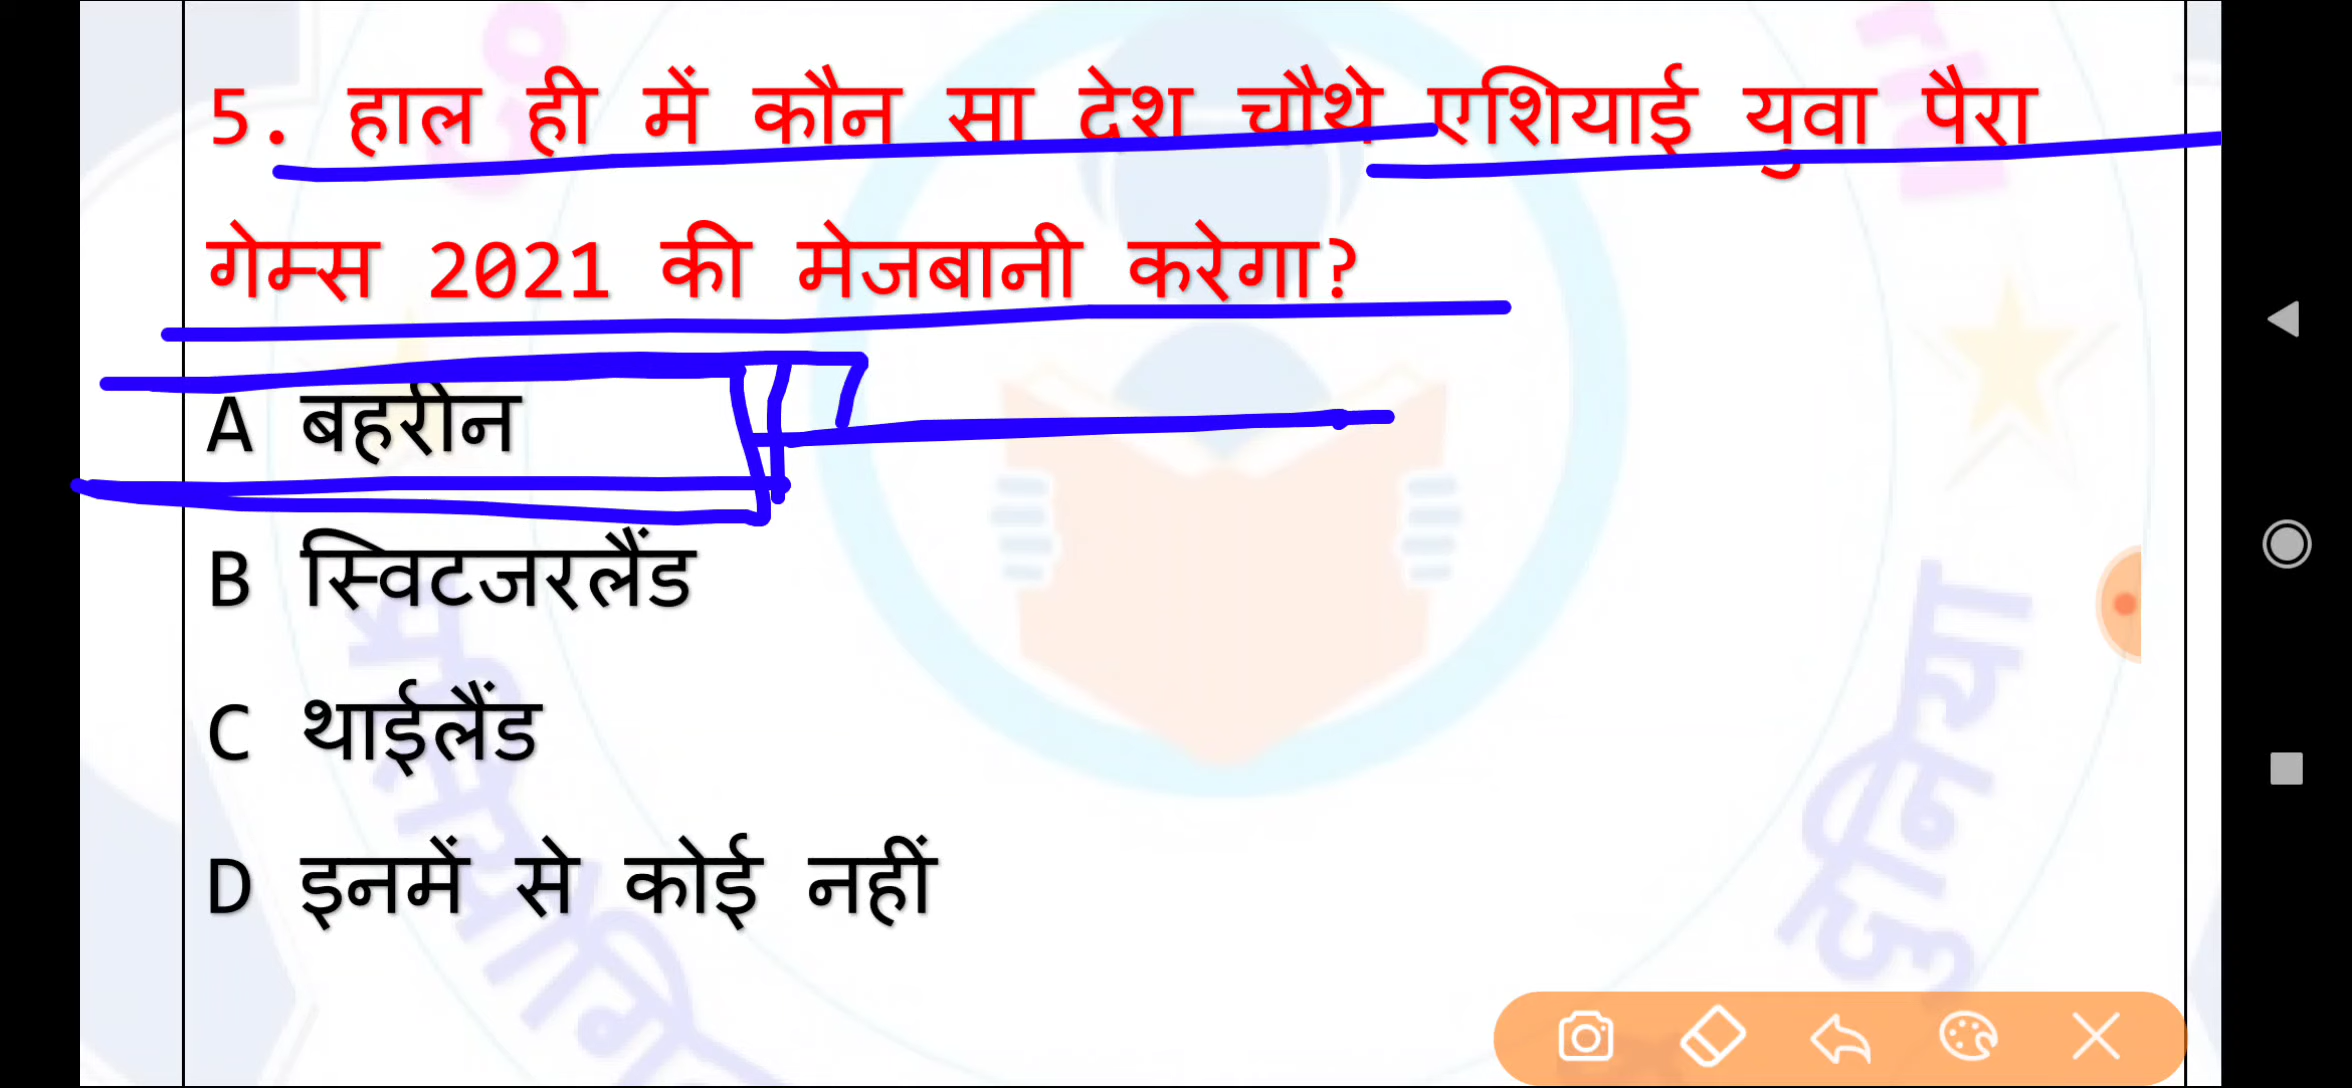 5. हाल ही में कौन सा देश चौथे एशियाई युवा पैरा
गेम्स 2021 की मेजबानी करेगा?
A बहरीन
B स्विटजरलैंड
C थाईलैंड
D इनमें से कोई नहीं
दुनिया